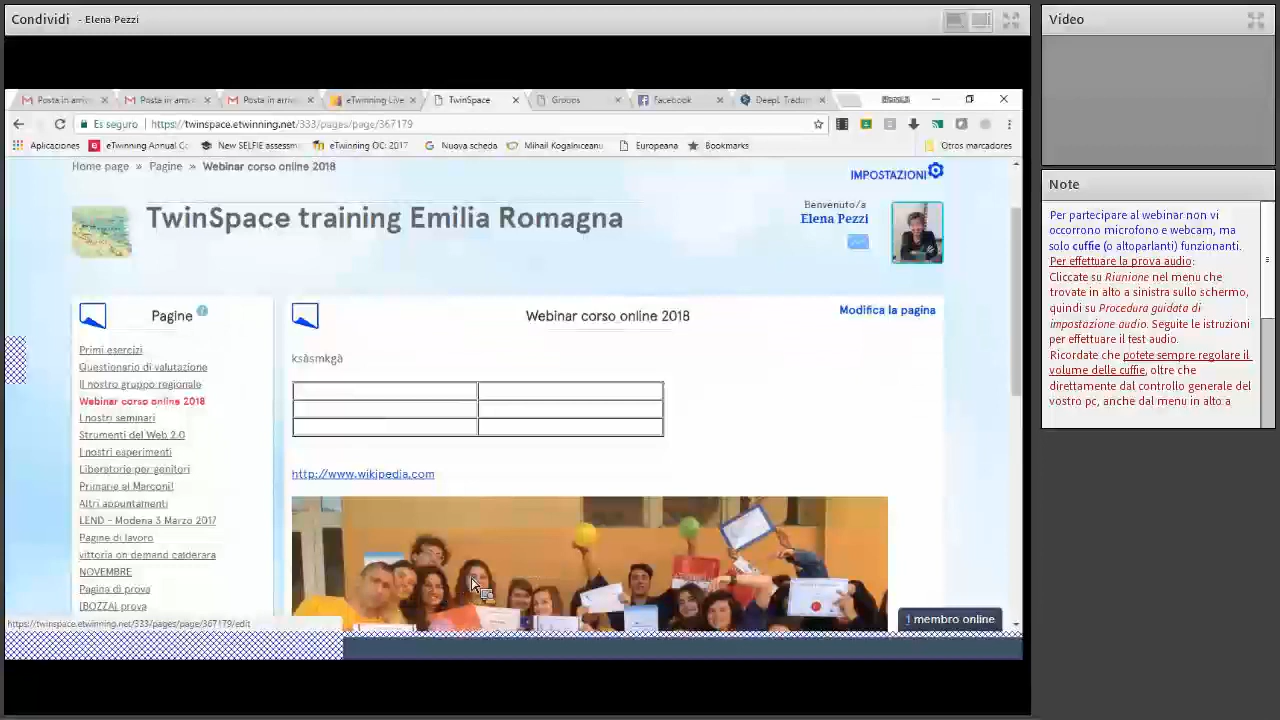 Condividi - Elena Pezzi
Video
Posta in arriv
Posta in arriv
Posta in arriv
eTwinning Live
TwinSpace
Groups
Facebook
DeepL Tradu
Es seguro
https://twinspace.etwinning.net/333/pages/page/367179
Aplicaciones
eTwinning Annual Co
New SELFIE assessm
eTwinning OC: 2017
Nuova scheda
Mihail Kogalniceanu
Europeana
Bookmarks
Otros marcadores
Home page » Pagine » Webinar corso online 2018
IMPOSTAZIONI
TwinSpace training Emilia Romagna
Benvenuto/a
Elena Pezzi
Pagine
Primi esercizi
Questionario di valutazione
Il nostro gruppo regionale
Webinar corso online 2018
I nostri seminari
Strumenti del Web 2.0
I nostri esperimenti
Liberatorie per genitori
Primarie al Marconi!
Altri appuntamenti
LEND - Modena 3 Marzo 2017
Pagine di lavoro
vittoria on demand calderara
NOVEMBRE
Pagina di prova
[BOZZA] prova
Webinar corso online 2018
Modifica la pagina
ksàsmkgà
http://www.wikipedia.com
1 membro online
https://twinspace.etwinning.net/333/pages/page/367179/edit
Note
Per partecipare al webinar non vi
occorrono microfono e webcam, ma
solo cuffie (o altoparlanti) funzionanti.
Per effettuare la prova audio:
Cliccate su Riunione nel menu che
trovate in alto a sinistra sullo schermo,
quindi su Procedura guidata di
impostazione audio. Seguite le istruzioni
per effettuare il test audio.
Ricordate che potete sempre regolare il
volume delle cuffie, oltre che
direttamente dal controllo generale del
vostro pc, anche dal menu in alto a